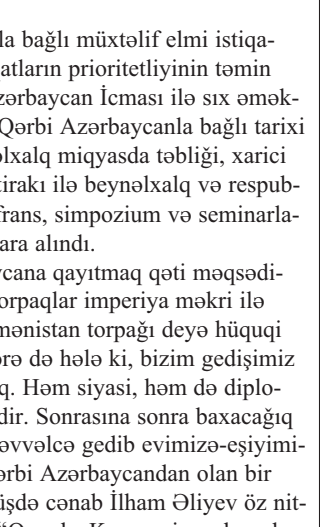 la bağlı müxtəlif elmi istiqa-
atların prioritetliyinin təmin
zərbaycan İcması ilə sıx əmək-
Qərbi Azərbaycanla bağlı tarixi
əlxalq miqyasda təbliği, xarici
tirakı ilə beynəlxalq və respub-
frans, simpozium və seminarla-
ara alındı.
ycana qayıtmaq qəti məqsədi-
orpaqlar imperiya məkri ilə
mənistan torpağı deyə hüquqi
örə də hələ ki, bizim gedişimiz
q. Həm siyasi, həm də diplo-
dir. Sonrasına sonra baxacağıq
əvvəlcə gedib evimizə-eşiyimi-
ərbi Azərbaycandan olan bir
üşdə cənab İlham Əliyev öz nit-